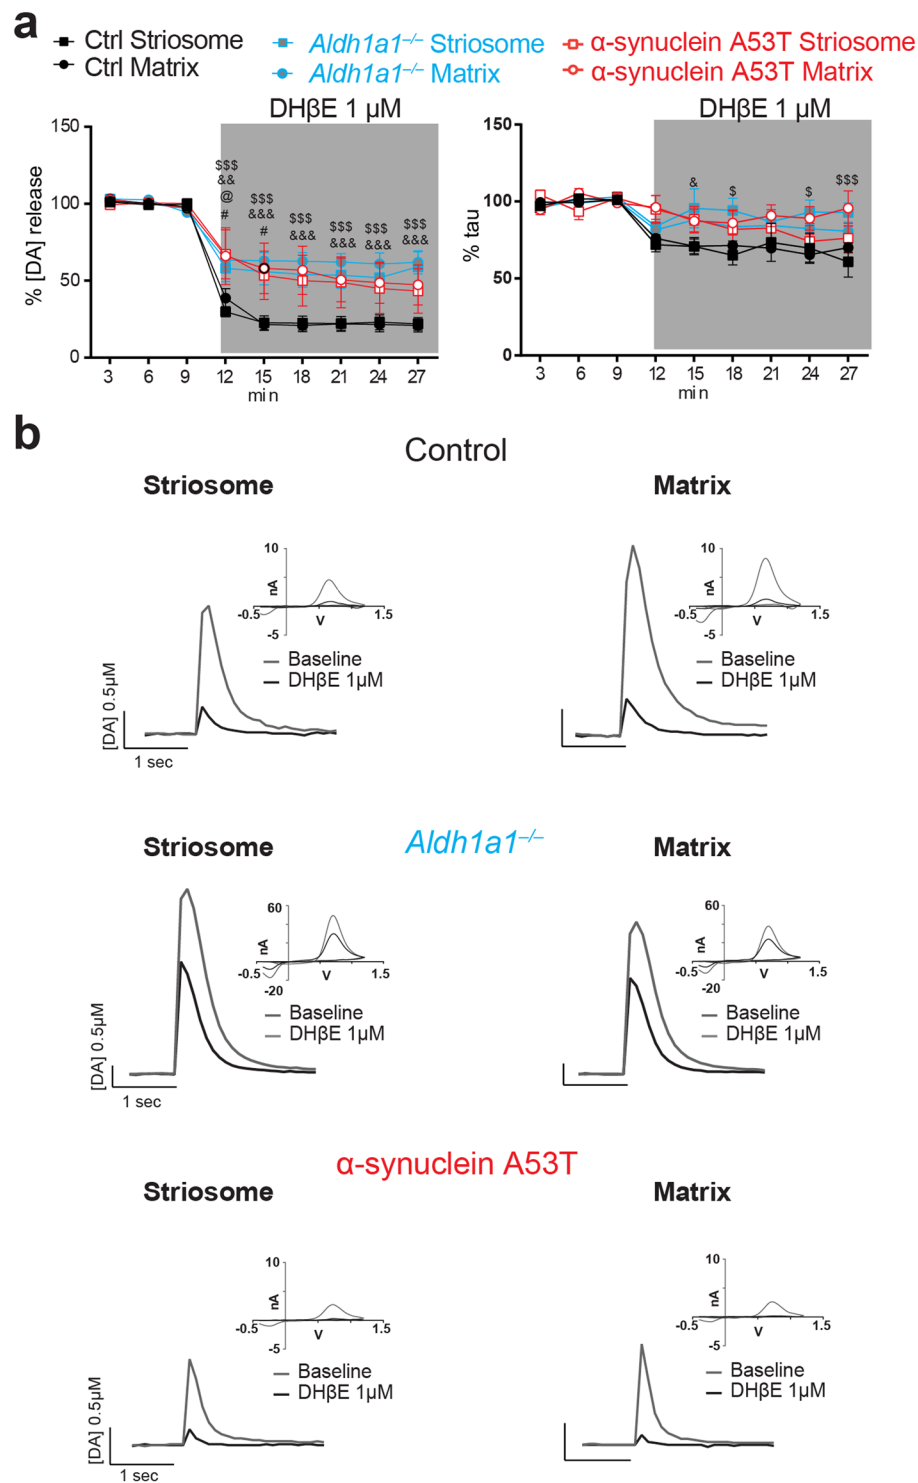 a
Ctrl Striosome
Ctrl Matrix
Aldh1a1–/– Striosome
Aldh1a1–/– Matrix
α-synuclein A53T Striosome
α-synuclein A53T Matrix
DHβE 1 μM
% [DA] release
150
100
50
0
$$$
&&
@
#
$$$
&&&
#
$$$
&&&
$$$
&&&
$$$
&&&
$$$
&&&
3 6 9 12 15 18 21 24 27
min
DHβE 1 μM
% tau
150
100
50
0
&
$
$
$$$
3 6 9 12 15 18 21 24 27
min
b
Control
Striosome
Matrix
10
nA
-0.5
V
1.5
-5
Baseline
DHβE 1μM
[DA] 0.5μM
1 sec
10
nA
-0.5
V
1.5
-5
Baseline
DHβE 1μM
Aldh1a1–/–
Striosome
Matrix
60
nA
-0.5
V
1.5
-20
Baseline
DHβE 1μM
[DA] 0.5μM
1 sec
60
nA
-0.5
V
1.5
-20
Baseline
DHβE 1μM
α-synuclein A53T
Striosome
Matrix
10
nA
-0.5
V
1.5
-5
Baseline
DHβE 1μM
[DA] 0.5μM
1 sec
10
nA
-0.5
V
1.5
-5
Baseline
DHβE 1μM